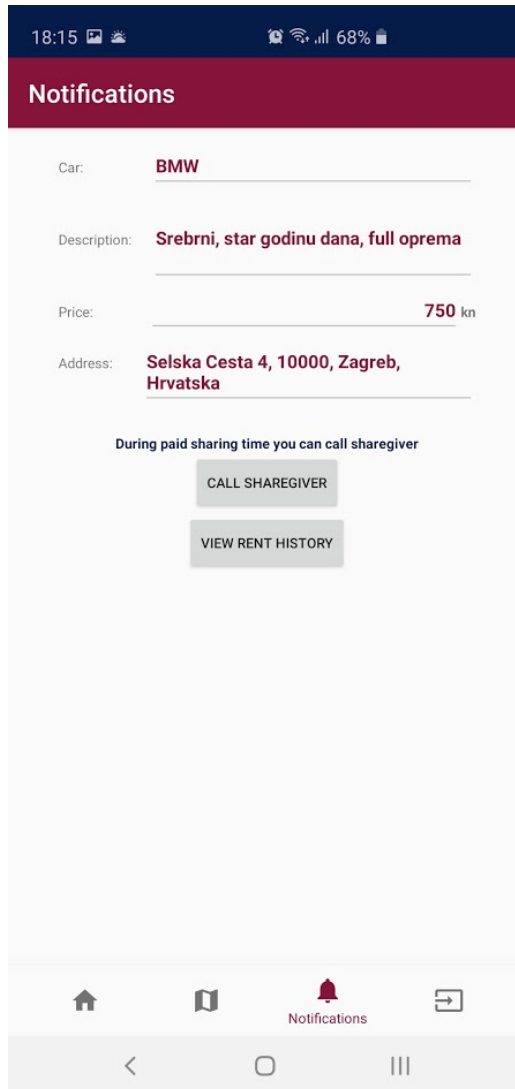 18:15 68%
Notifications
Car: BMW
Description: Srebrni, star godinu dana, full oprema
Price: 750 kn
Address: Selska Cesta 4, 10000, Zagreb,
Hrvatska
During paid sharing time you can call sharegiver
CALL SHAREGIVER
VIEW RENT HISTORY
Notifications